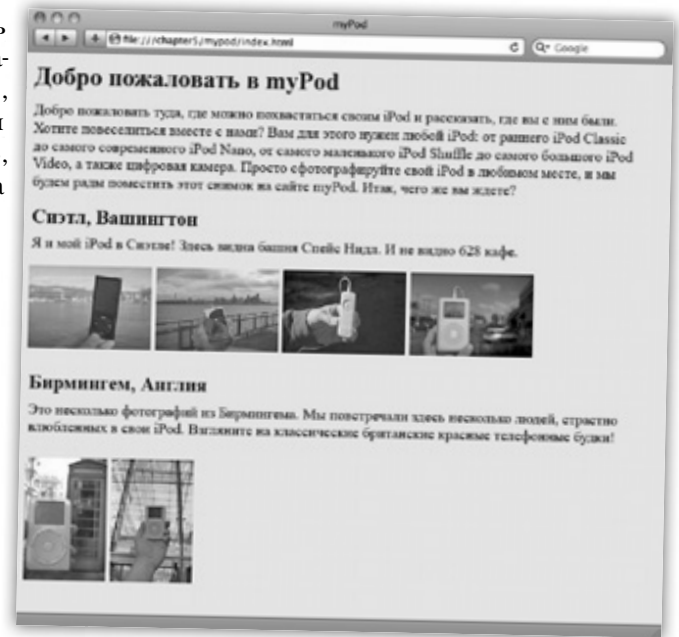 myPod
file:///chapter5/mypod/index.html
Google
Добро пожаловать в myPod
Добро пожаловать туда, где можно похвастаться своим iPod и рассказать, где вы с ним были.
Хотите повеселиться вместе с нами? Вам для этого нужен любой iPod: от раннего iPod Classic
до самого современного iPod Nano, от самого маленького iPod Shuffle до самого большого iPod
Video, а также цифровая камера. Просто сфотографируйте свой iPod в любимом месте, и мы
будем рады поместить этот снимок на сайте myPod. Итак, чего же вы ждете?
Сиэтл, Вашингтон
Я и мой iPod в Сиэтле! Здесь видна башня Спейс Нидл. И не видно 628 кафе.
Бирмингем, Англия
Это несколько фотографий из Бирмингема. Мы повстречали здесь несколько людей, страстно
влюбленных в свои iPod. Взгляните на классические британские красные телефонные будки!